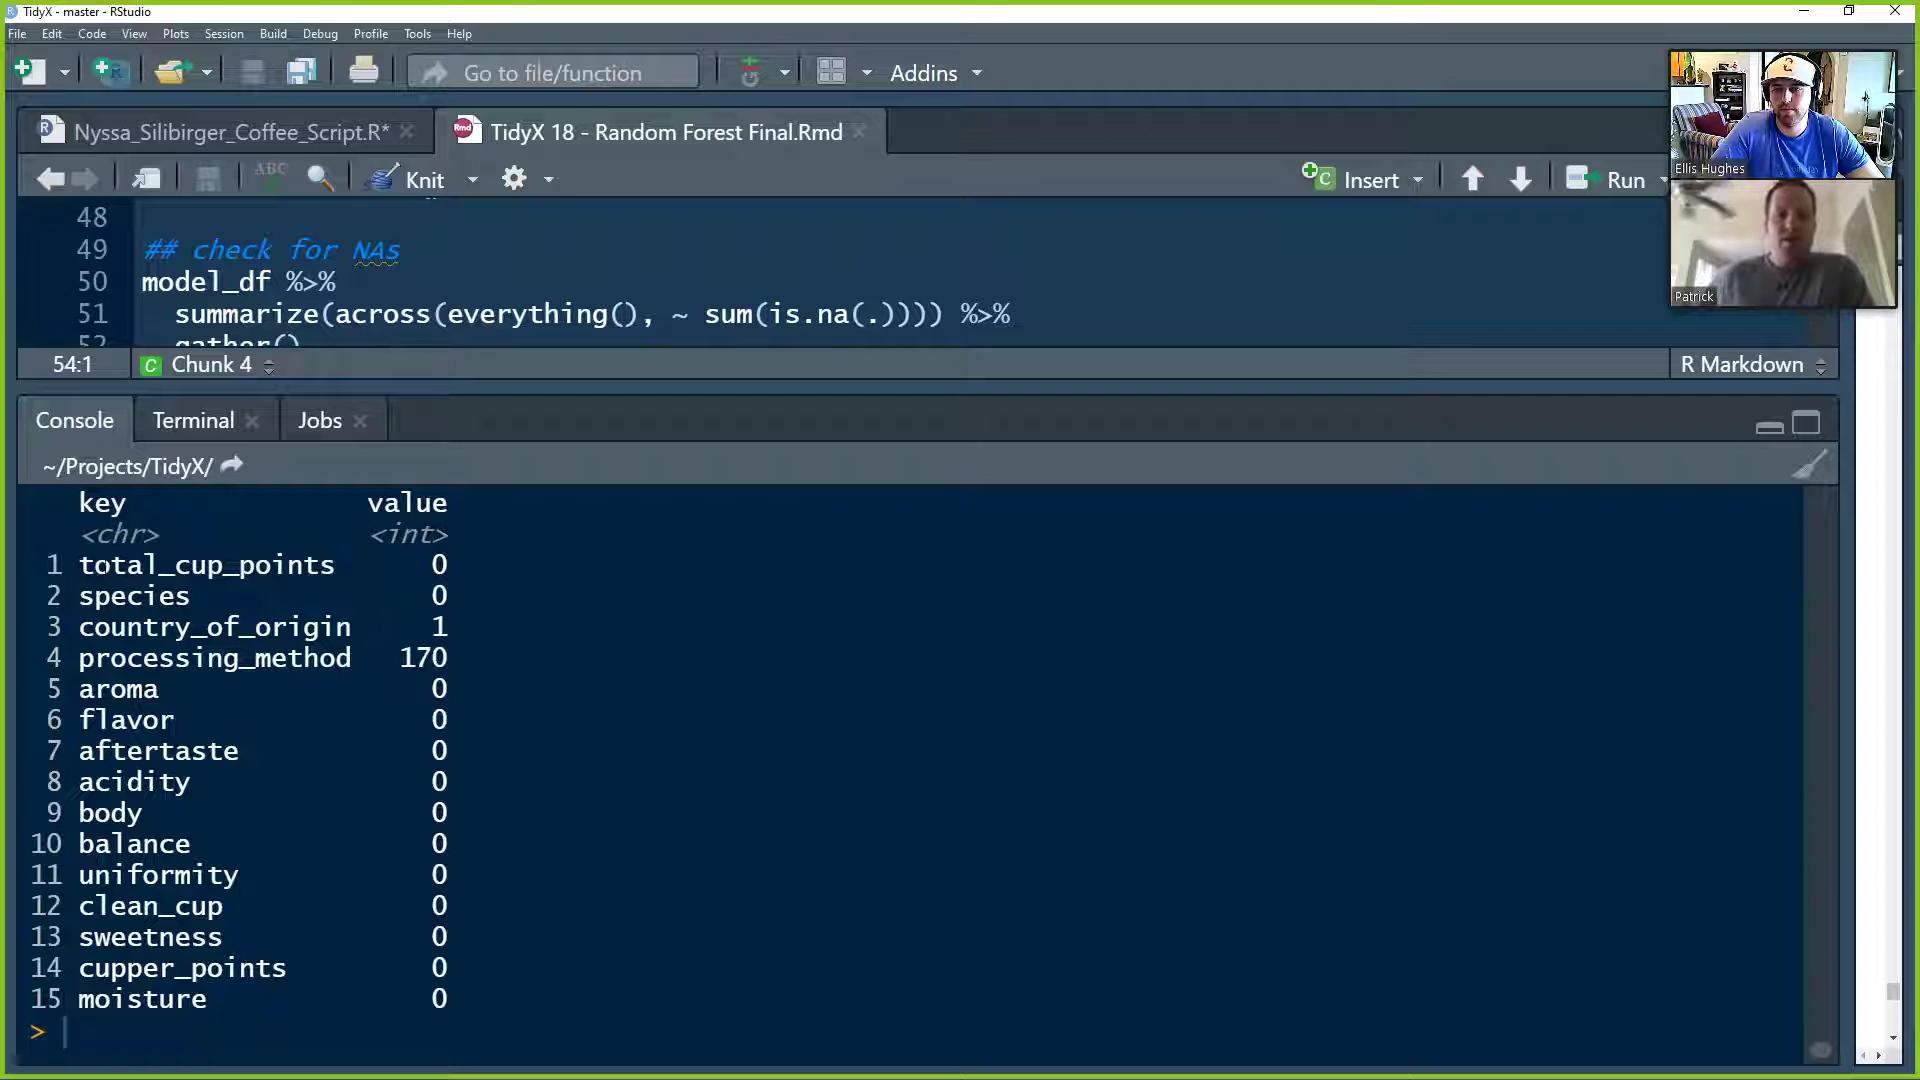 TidyX - master - RStudio
File Edit Code View Plots Session Build Debug Profile Tools Help
Go to file/function
Addins
Nyssa_Silibirger_Coffee_Script.R*
Rmd
TidyX 18 - Random Forest Final.Rmd
ABC
Knit
Insert
Run
Ellis Hughes
Patrick
48
49 ## check for NAs
50 model_df %>%
51 summarize(across(everything(), ~ sum(is.na(.)))) %>%
52 gather()
54:1
C Chunk 4
R Markdown
Console Terminal Jobs
~/Projects/TidyX/
key value
<chr> <int>
1 total_cup_points 0
2 species 0
3 country_of_origin 1
4 processing_method 170
5 aroma 0
6 flavor 0
7 aftertaste 0
8 acidity 0
9 body 0
10 balance 0
11 uniformity 0
12 clean_cup 0
13 sweetness 0
14 cupper_points 0
15 moisture 0
>